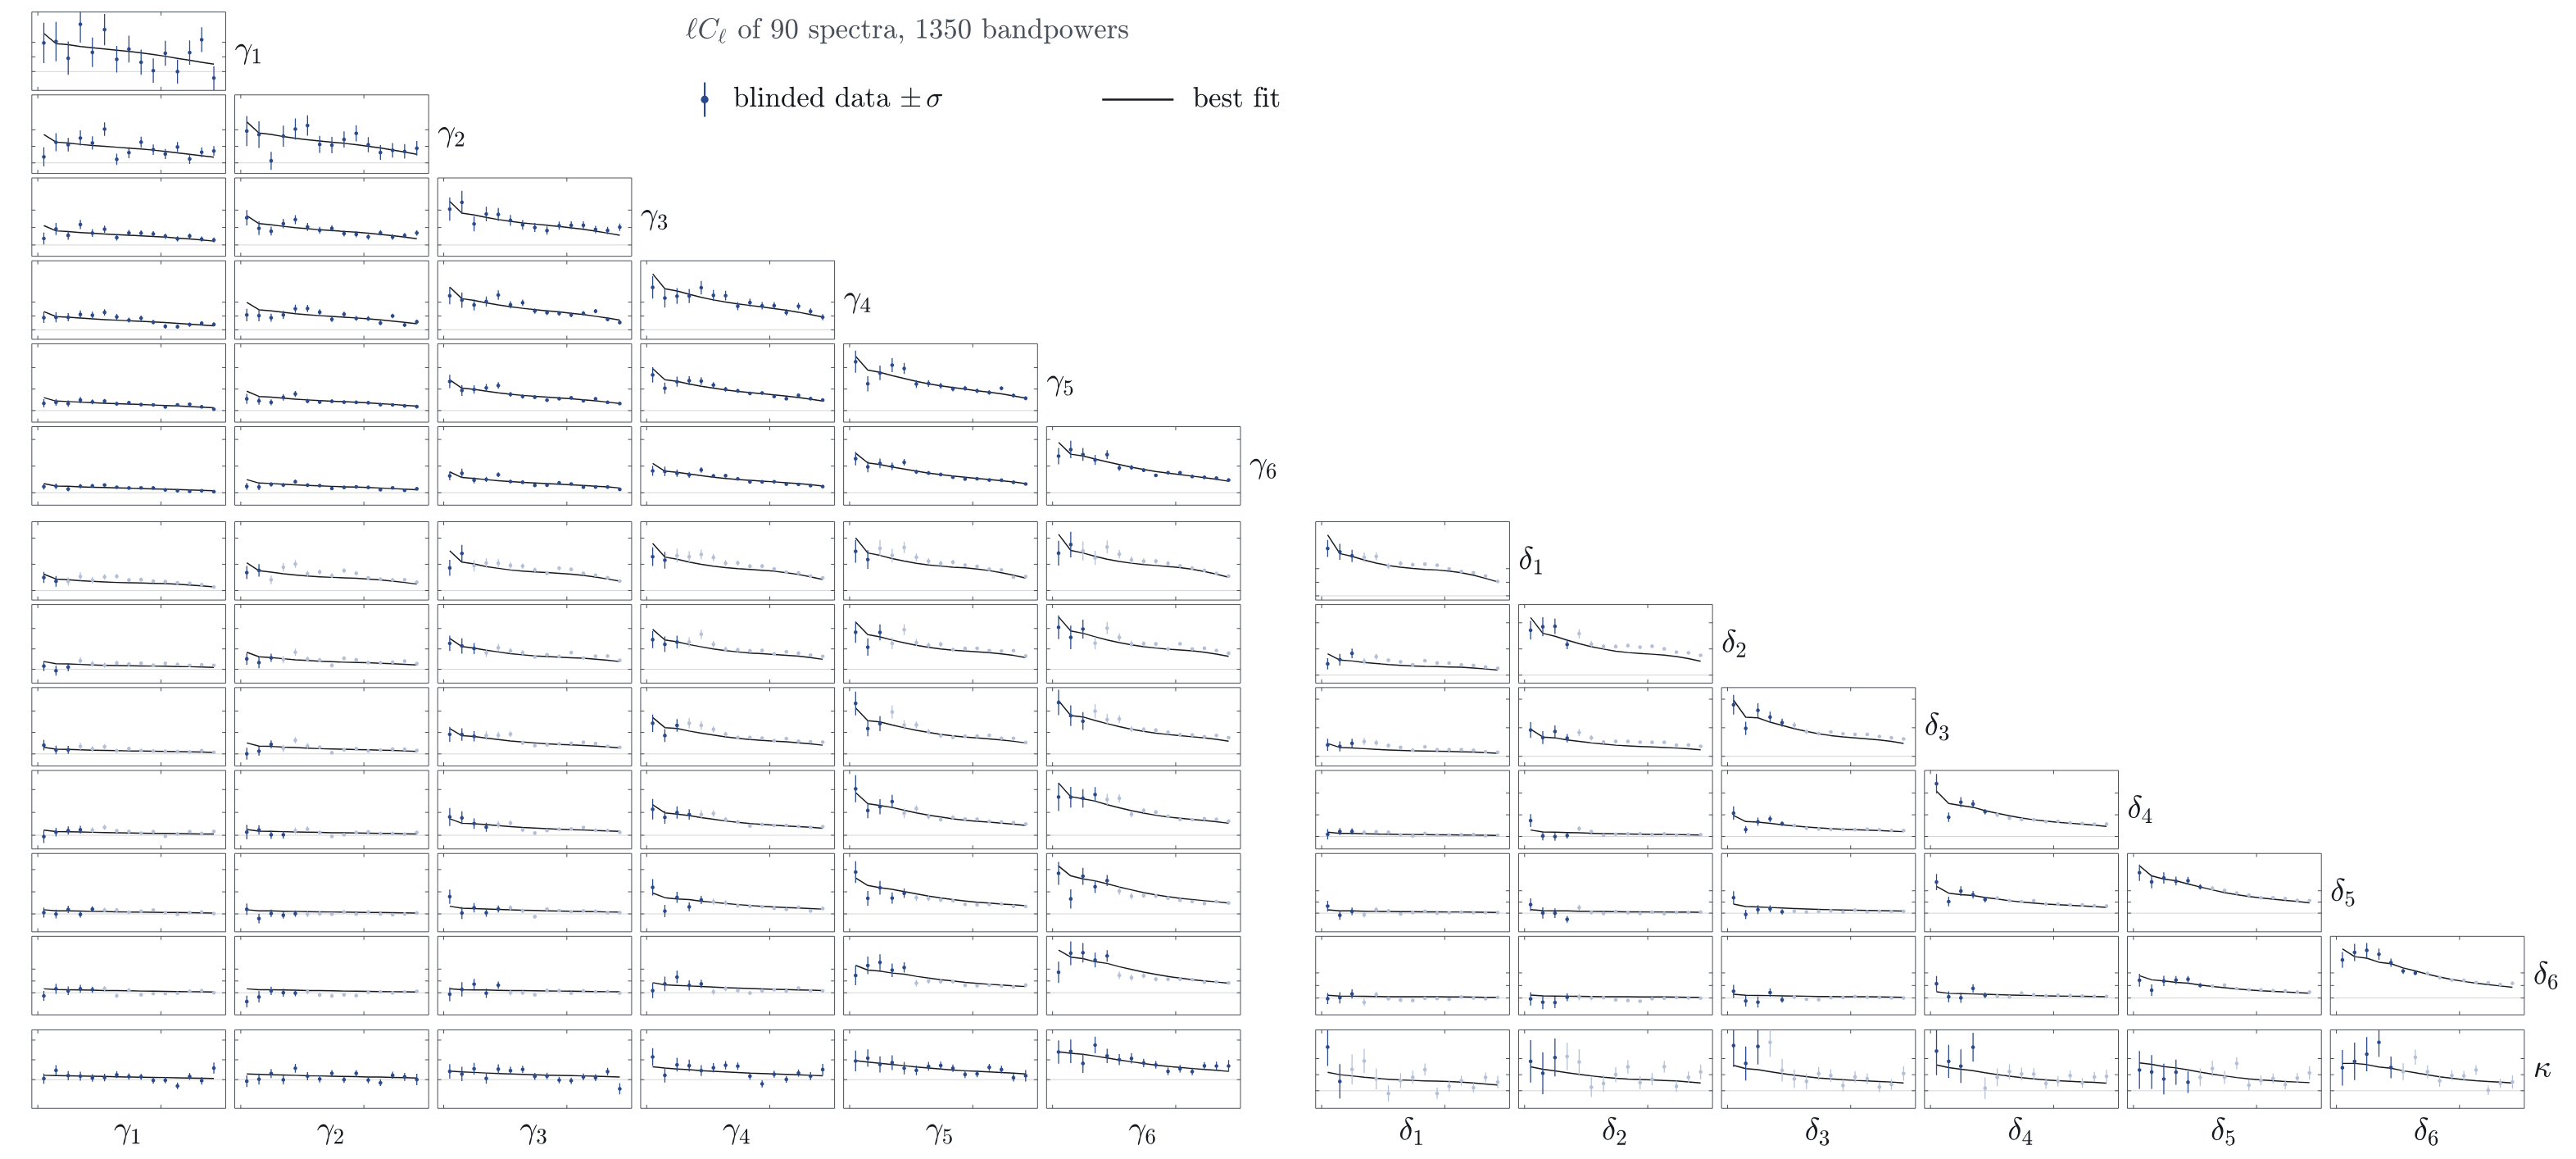 ℓC_ℓ of 90 spectra, 1350 bandpowers
blinded data ± σ
best fit
γ₁
γ₂
γ₃
γ₄
γ₅
γ₆
δ₁
δ₂
δ₃
δ₄
δ₅
δ₆
κ
γ₁ γ₂ γ₃ γ₄ γ₅ γ₆ δ₁ δ₂ δ₃ δ₄ δ₅ δ₆